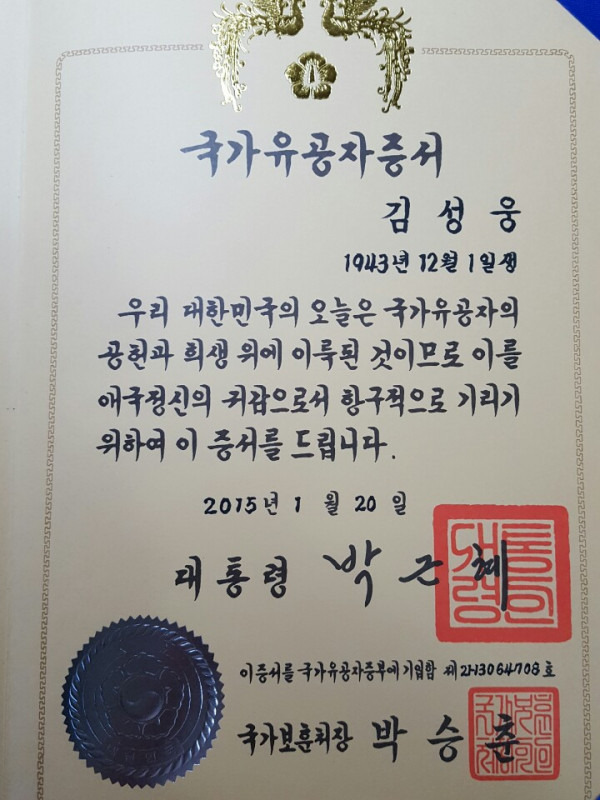 국가유공자증서
김성웅
1943년 12월 1일생
우리 대한민국의 오늘은 국가유공자의
공헌과 희생 위에 이룩된 것이므로 이를
애국정신의 귀감으로서 항구적으로 기리기
위하여 이 증서를 드립니다.
2015년 1월 20일
대통령 박근혜
이 증서를 국가유공자증부에 기입함 제2-13064708호
국가보훈처장 박승춘